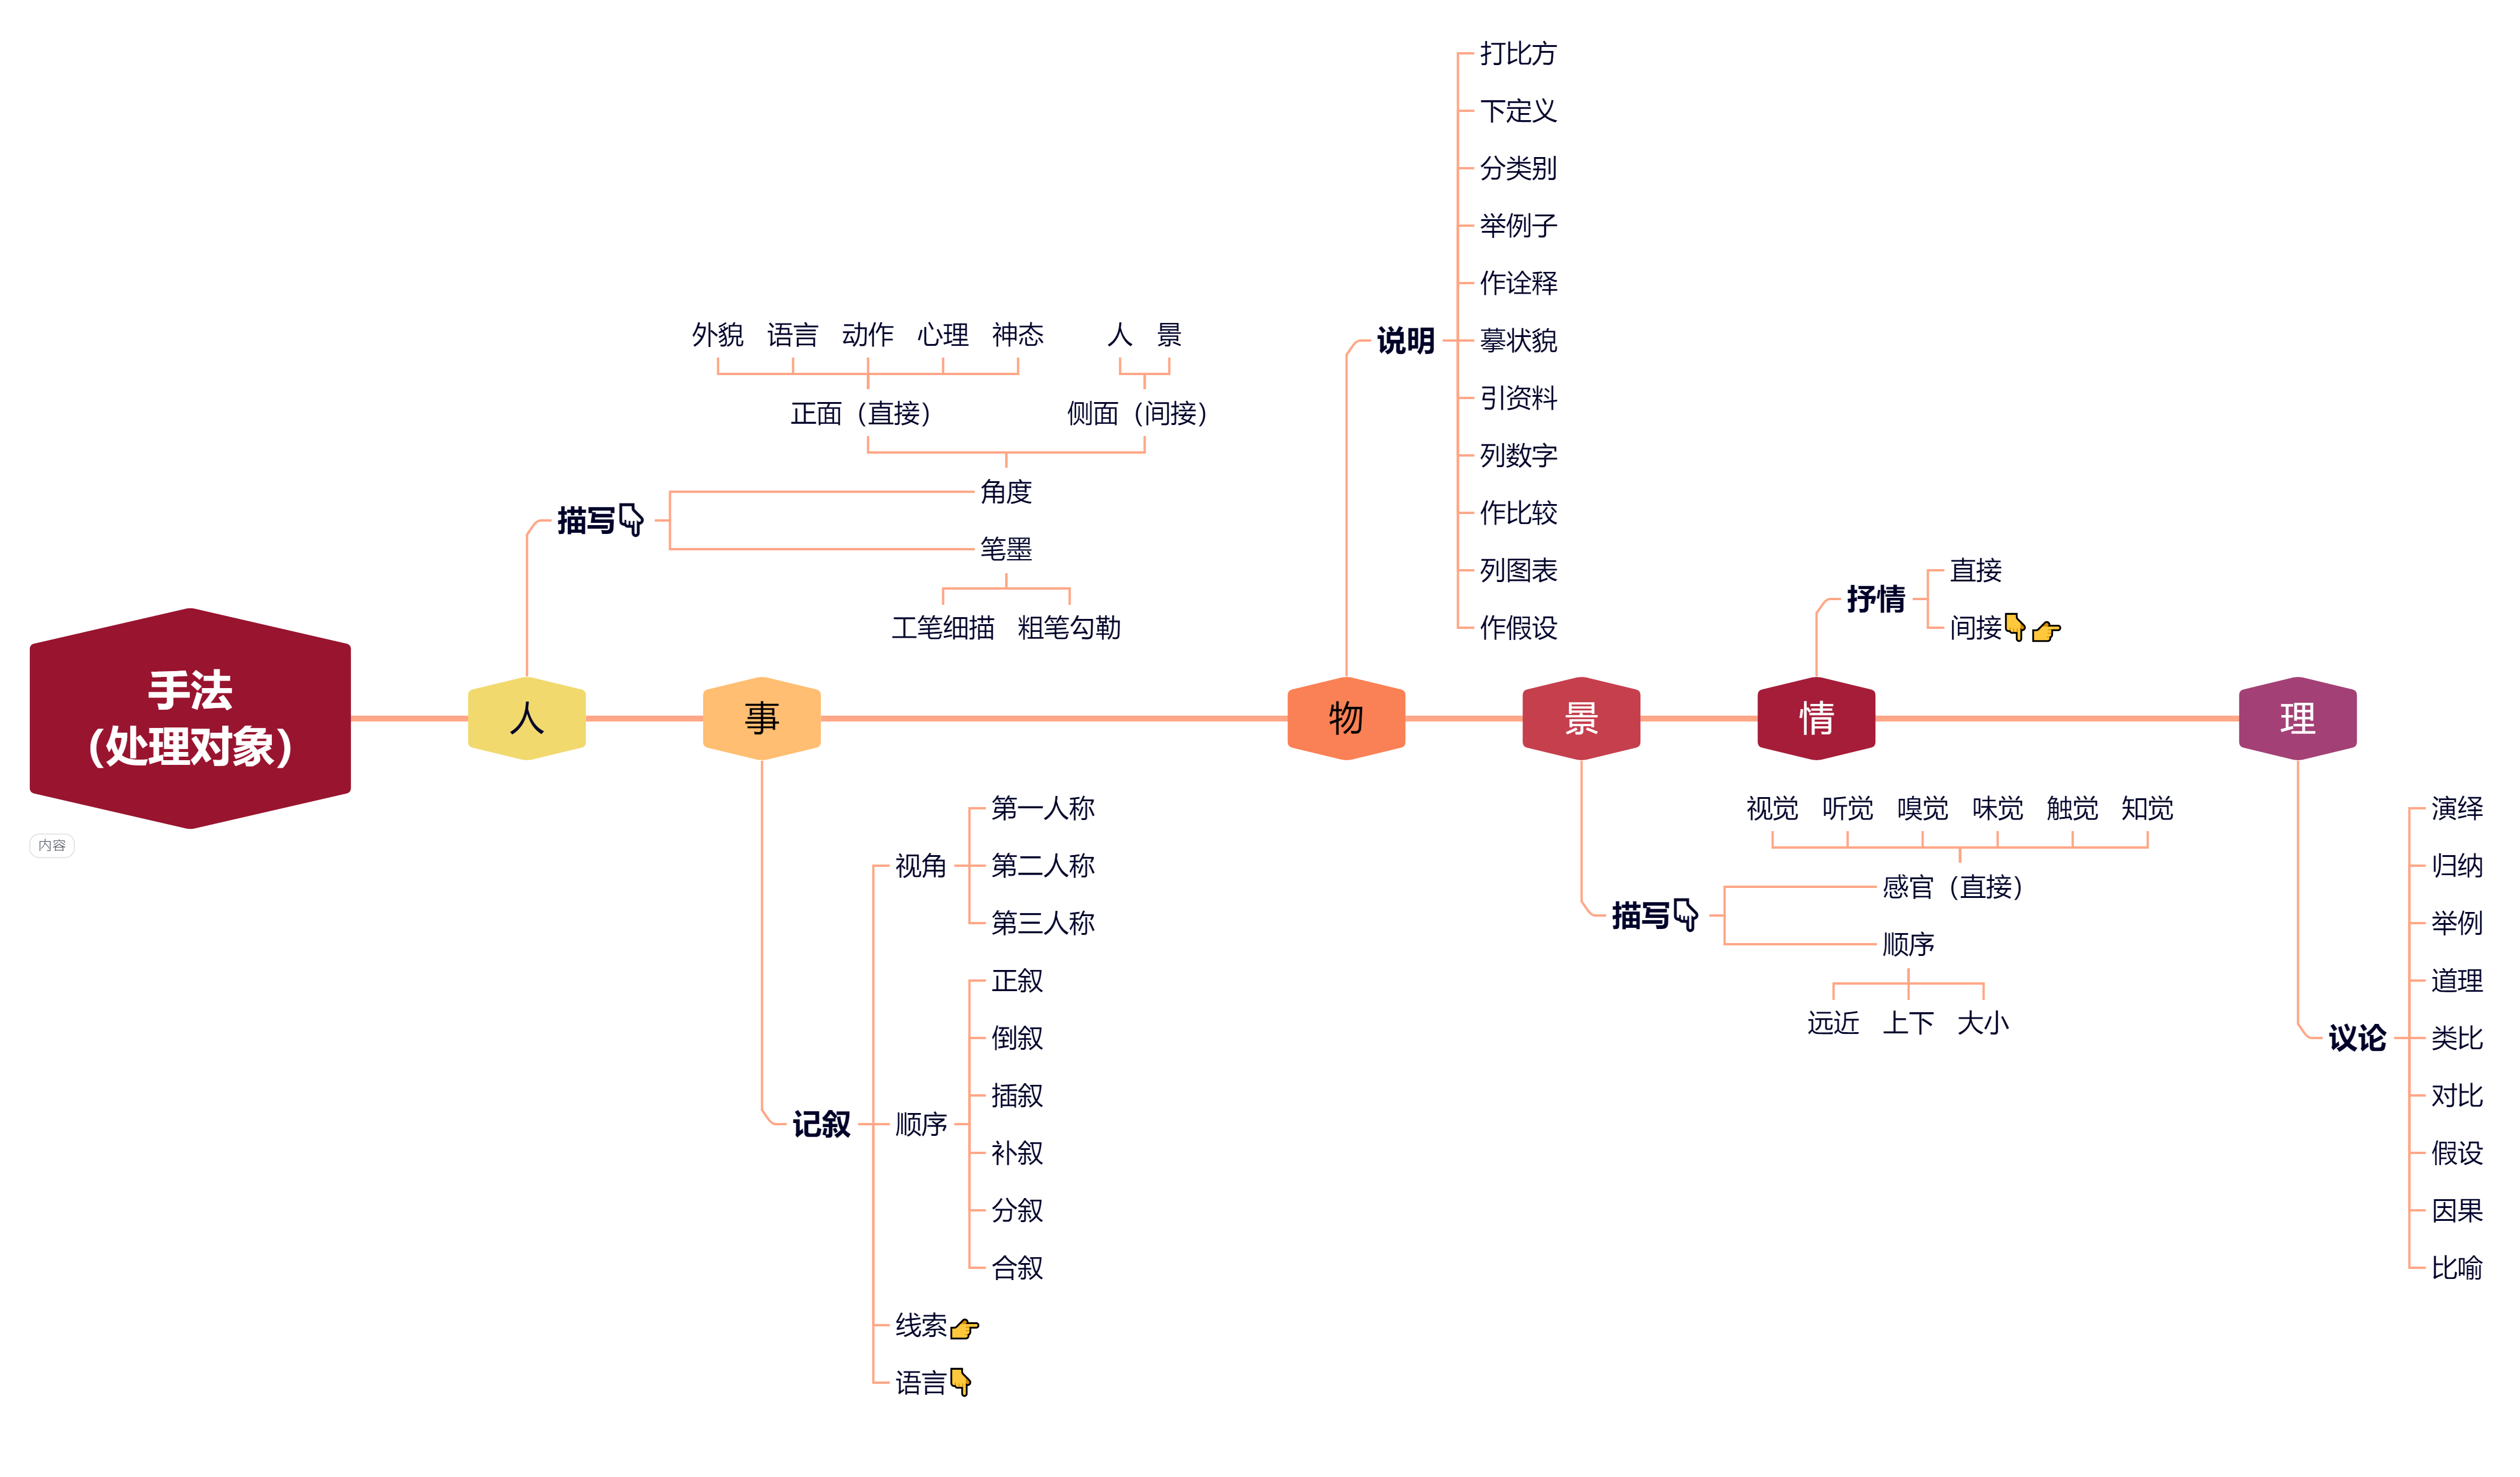 手法
（处理对象）
内容
人
描写👇
角度
正面（直接）
外貌
语言
动作
心理
神态
侧面（间接）
人
景
笔墨
工笔细描
粗笔勾勒
事
记叙
视角
第一人称
第二人称
第三人称
顺序
正叙
倒叙
插叙
补叙
分叙
合叙
线索👉
语言👇
物
说明
打比方
下定义
分类别
举例子
作诠释
摹状貌
引资料
列数字
作比较
列图表
作假设
景
描写👇
感官（直接）
视觉
听觉
嗅觉
味觉
触觉
知觉
顺序
远近
上下
大小
情
抒情
直接
间接👇👉
理
议论
演绎
归纳
举例
道理
类比
对比
假设
因果
比喻